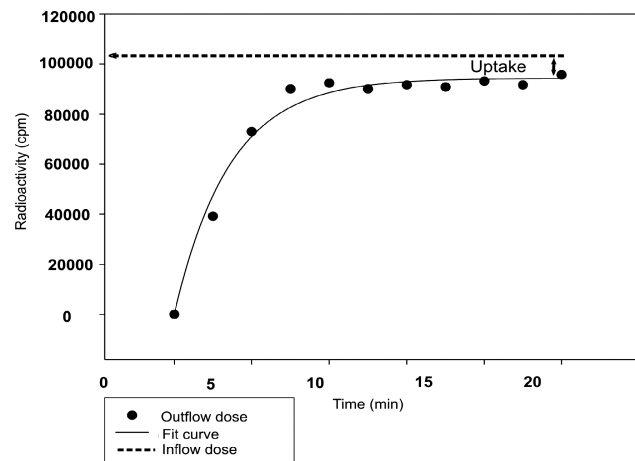 120000
100000
80000
60000
40000
20000
0
Radioactivity (cpm)
Uptake
0 5 10 15 20
Time (min)
Outflow dose
Fit curve
Inflow dose